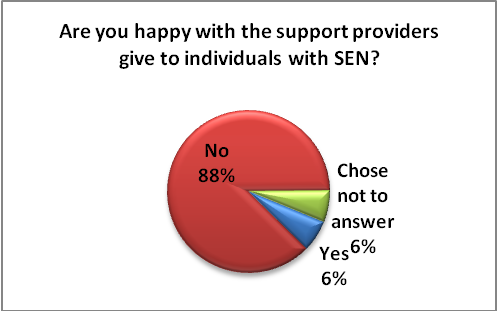 Are you happy with the support providers
give to individuals with SEN?
No
88%
Chose
not to
answer
6%
Yes
6%